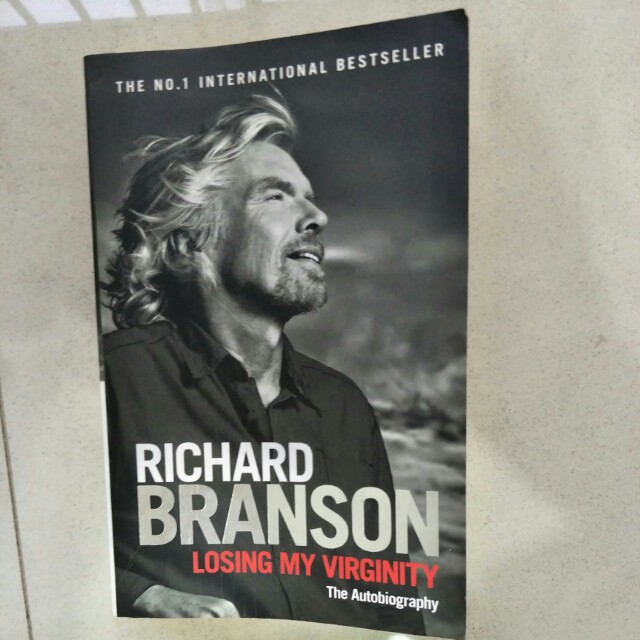 THE NO.1 INTERNATIONAL BESTSELLER
RICHARD
BRANSON
LOSING MY VIRGINITY
The Autobiography